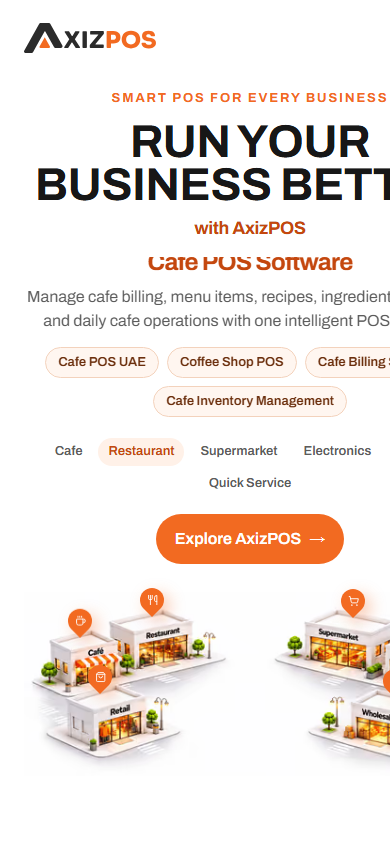 AXIZPOS
SMART POS FOR EVERY BUSINESS
RUN YOUR
BUSINESS BETT
with AxizPOS
Cafe POS Software
Manage cafe billing, menu items, recipes, ingredient
and daily cafe operations with one intelligent POS
Cafe POS UAE Coffee Shop POS Cafe Billing
Cafe Inventory Management
Cafe Restaurant Supermarket Electronics
Quick Service
Explore AxizPOS →
Restaurant Supermarket
Café
Retail Wholesa